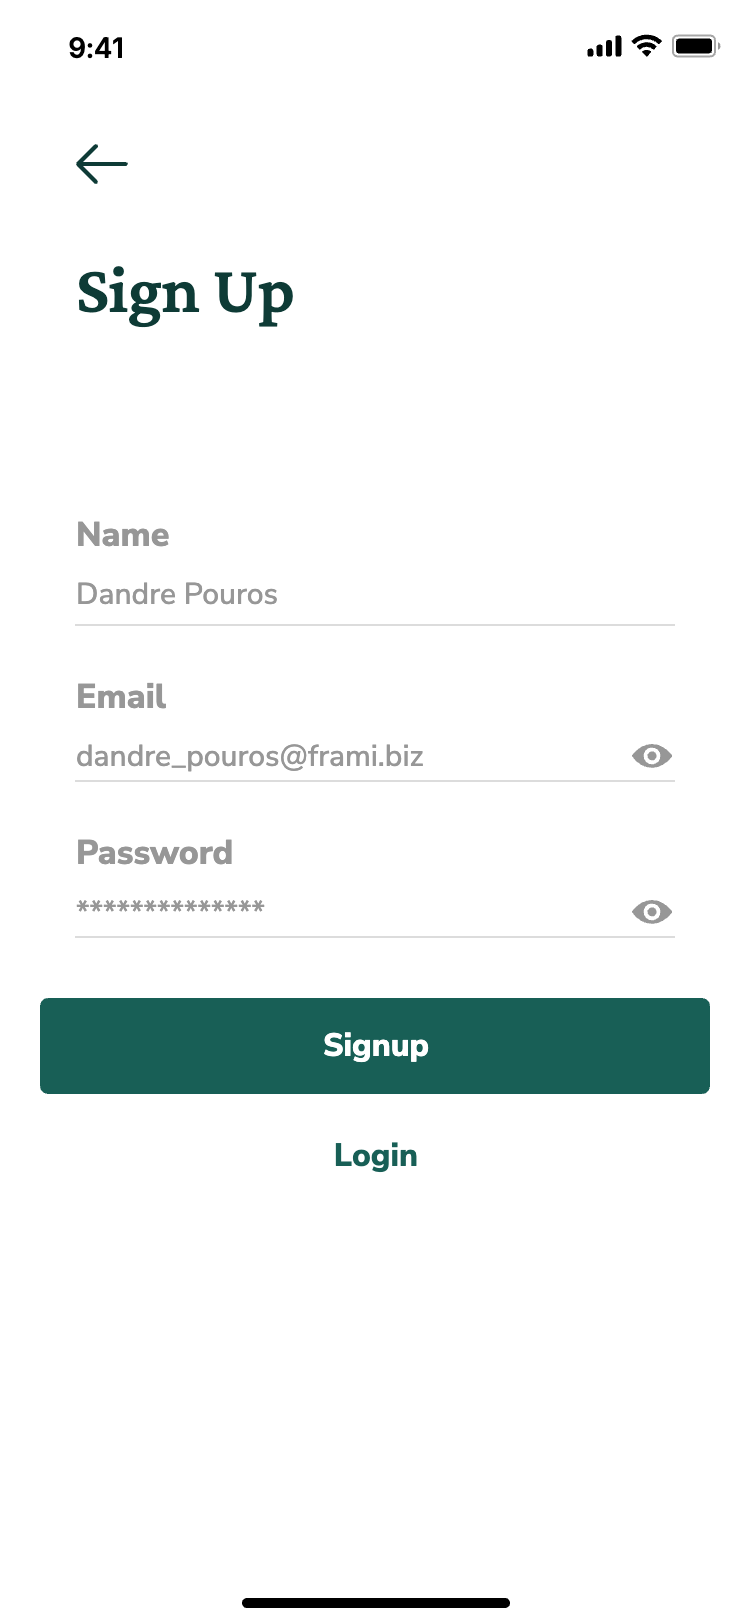 9:41
Sign Up
Name
Dandre Pouros
Email
dandre_pouros@frami.biz
Password
**************
Signup
Login